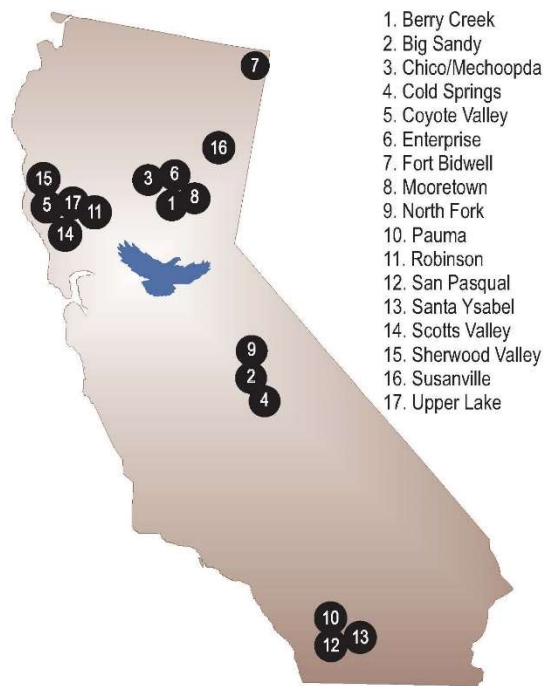 1. Berry Creek
2. Big Sandy
3. Chico/Mechoopda
4. Cold Springs
5. Coyote Valley
6. Enterprise
7. Fort Bidwell
8. Mooretown
9. North Fork
10. Pauma
11. Robinson
12. San Pasqual
13. Santa Ysabel
14. Scotts Valley
15. Sherwood Valley
16. Susanville
17. Upper Lake
7
16
15
3
6
5
17
11
1
8
14
9
2
4
10
12
13